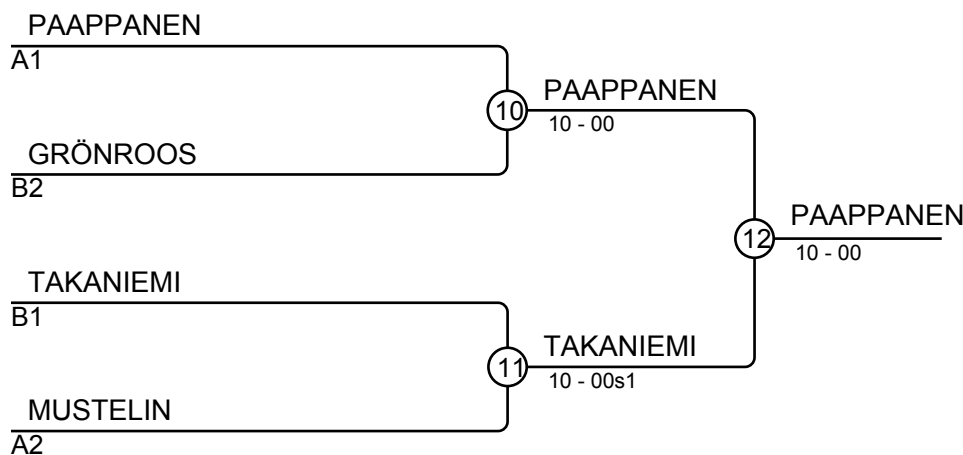 PAAPPANEN
A1
10
PAAPPANEN
10 - 00
GRÖNROOS
B2
12
PAAPPANEN
10 - 00
TAKANIEMI
B1
11
TAKANIEMI
10 - 00s1
MUSTELIN
A2